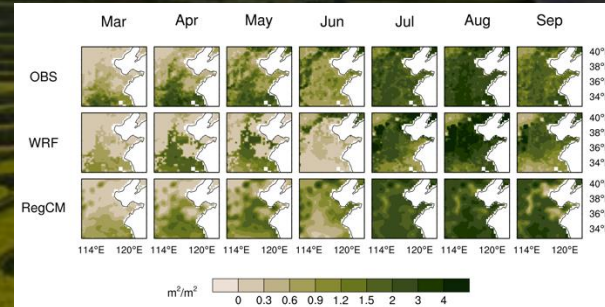 Mar Apr May Jun Jul Aug Sep
OBS
40°N
38°N
36°N
34°N
WRF
40°N
38°N
36°N
34°N
RegCM
40°N
38°N
36°N
34°N
114°E 120°E 114°E 120°E 114°E 120°E 114°E 120°E 114°E 120°E 114°E 120°E 114°E 120°E
m²/m²
0 0.3 0.6 0.9 1.2 1.5 2 3 4